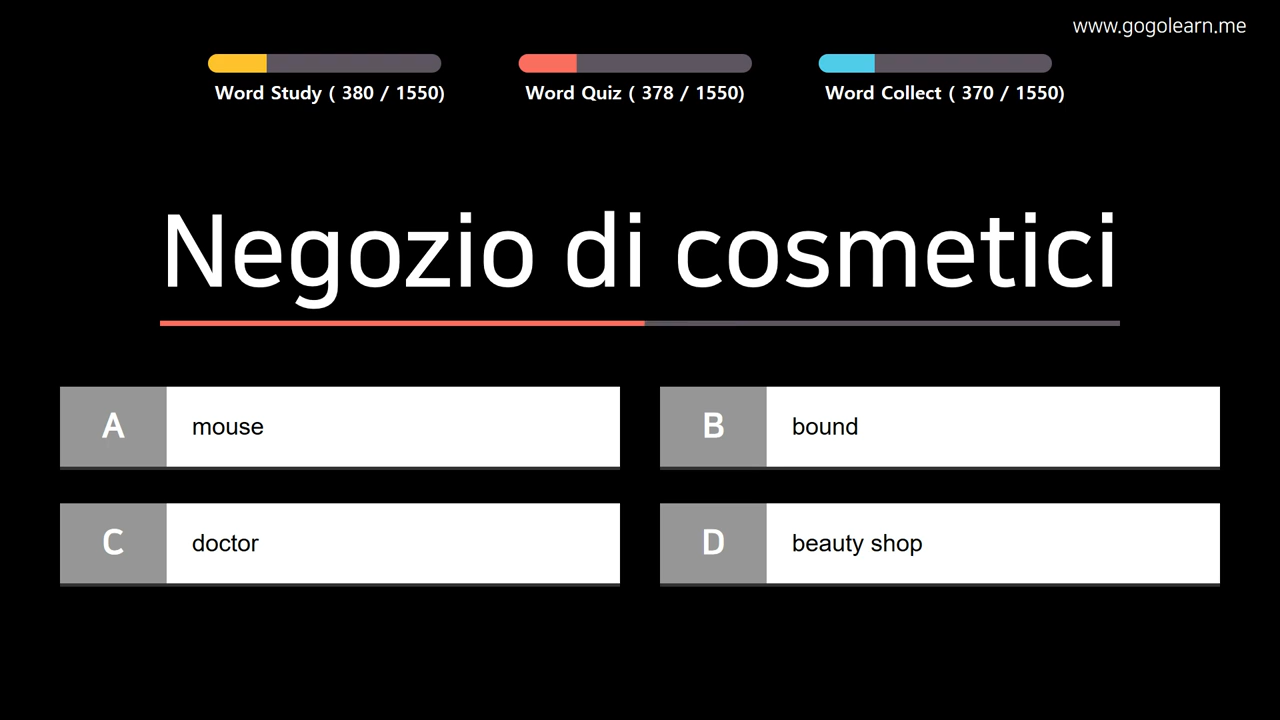 www.gogolearn.me
Word Study ( 380 / 1550)
Word Quiz ( 378 / 1550)
Word Collect ( 370 / 1550)
Negozio di cosmetici
A mouse
B bound
C doctor
D beauty shop